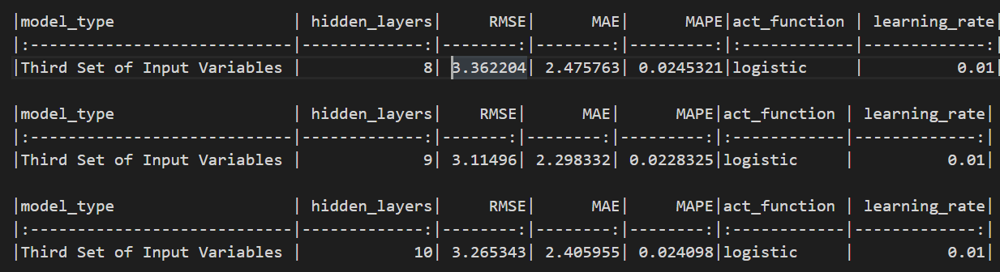 |model_type                  | hidden_layers|     RMSE|      MAE|      MAPE|act_function | learning_rate|
|:---------------------------|-------------:|--------:|--------:|---------:|:------------|-------------:|
|Third Set of Input Variables |             8| 3.362204| 2.475763| 0.0245321|logistic     |          0.01|
|model_type                  | hidden_layers|    RMSE|      MAE|      MAPE|act_function | learning_rate|
|:---------------------------|-------------:|-------:|--------:|---------:|:------------|-------------:|
|Third Set of Input Variables |             9| 3.11496| 2.298332| 0.0228325|logistic     |          0.01|
|model_type                  | hidden_layers|     RMSE|      MAE|     MAPE|act_function | learning_rate|
|:---------------------------|-------------:|--------:|--------:|--------:|:------------|-------------:|
|Third Set of Input Variables |            10| 3.265343| 2.405955| 0.024098|logistic     |          0.01|